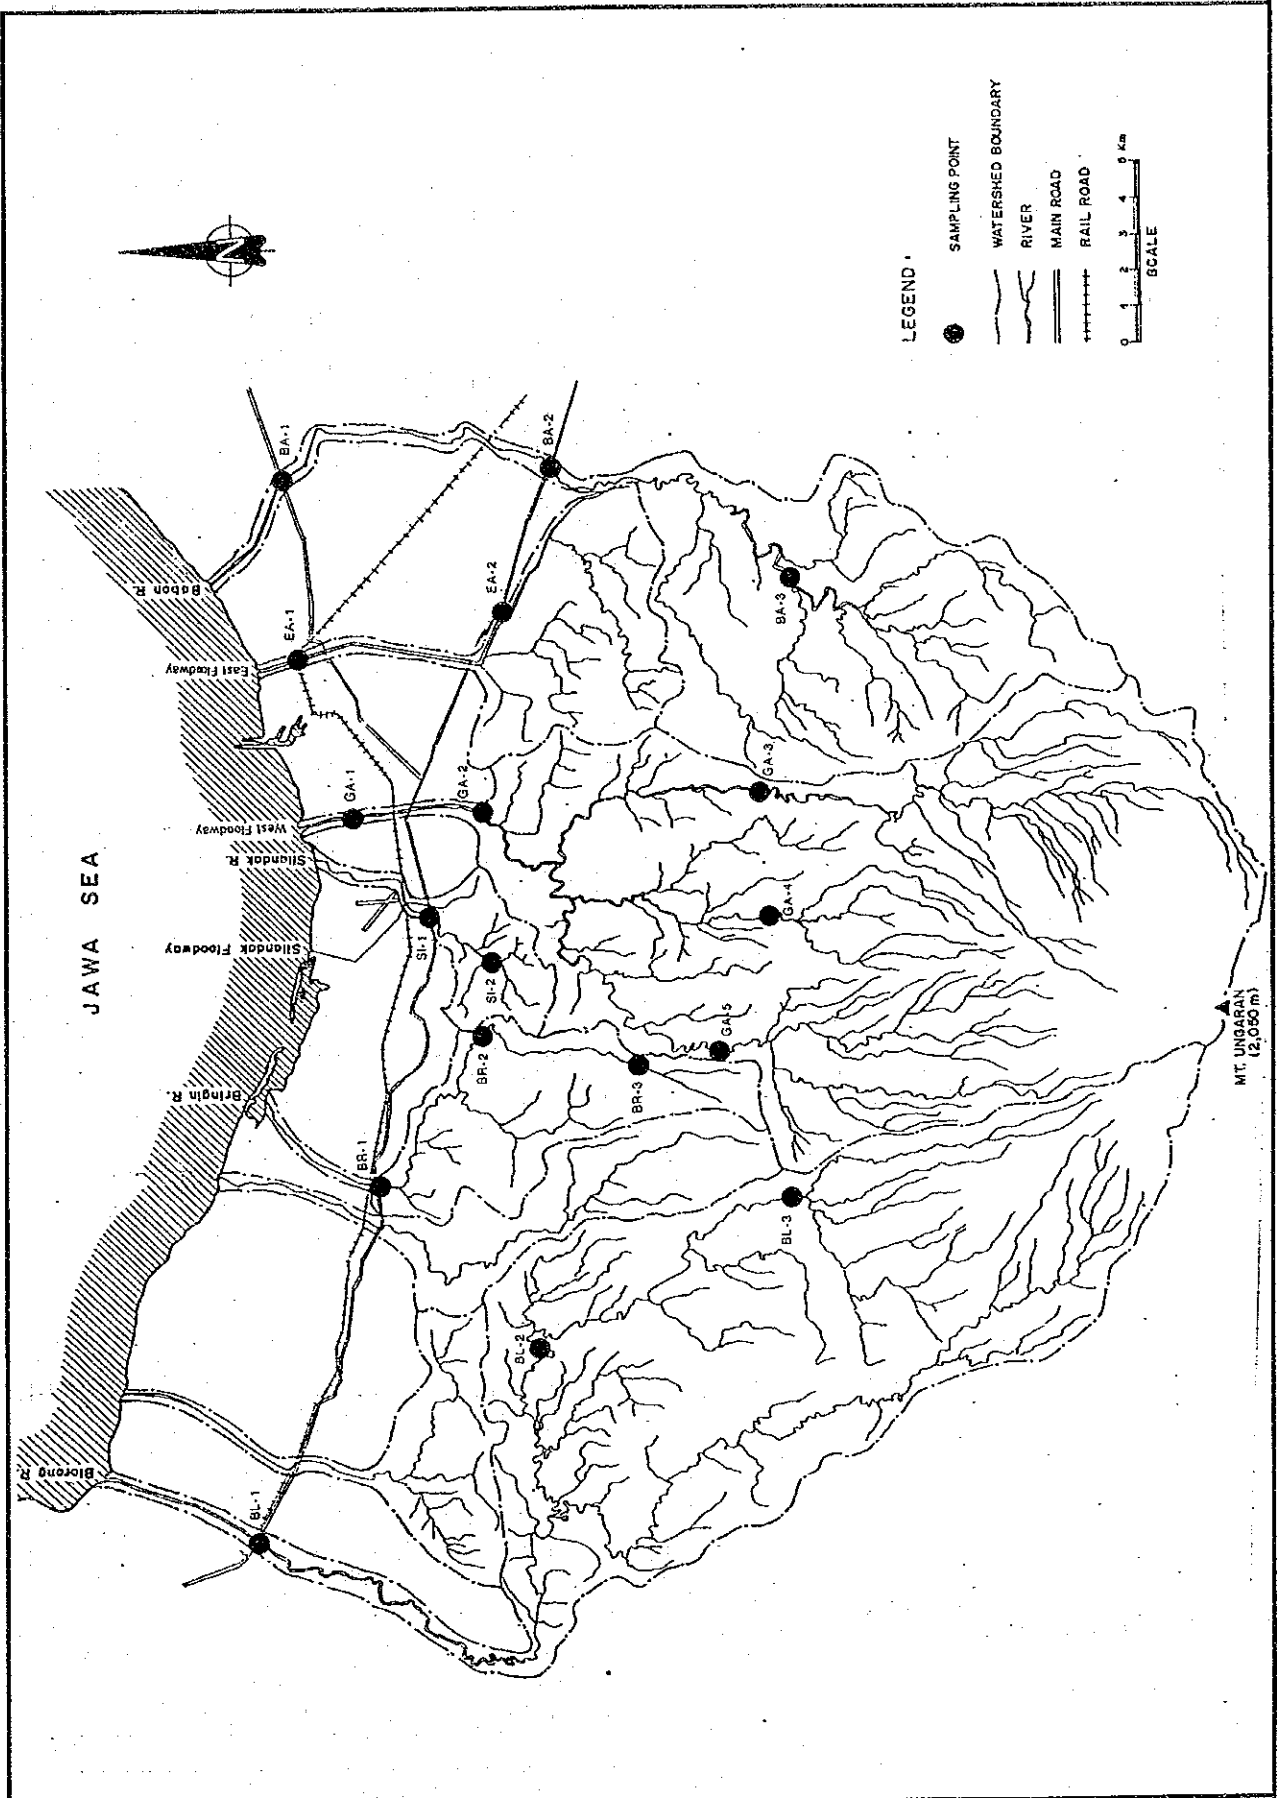 JAWA SEA
Blorong R.
Bringin R.
Silandak Floodway
Silandak R.
West Floodway
East Floodway
Babon R.
N
BL-1
BR-1
SI-1
GA-1
EA-1
BA-1
BL-2
BR-2
SI-2
GA-2
EA-2
BA-2
BL-3
BR-3
GA-5
GA-4
GA-3
BA-3
MT. UNGARAN
(2,050 m)
LEGEND :
SAMPLING POINT
WATERSHED BOUNDARY
RIVER
MAIN ROAD
RAIL ROAD
0 1 2 3 4 5 Km
SCALE